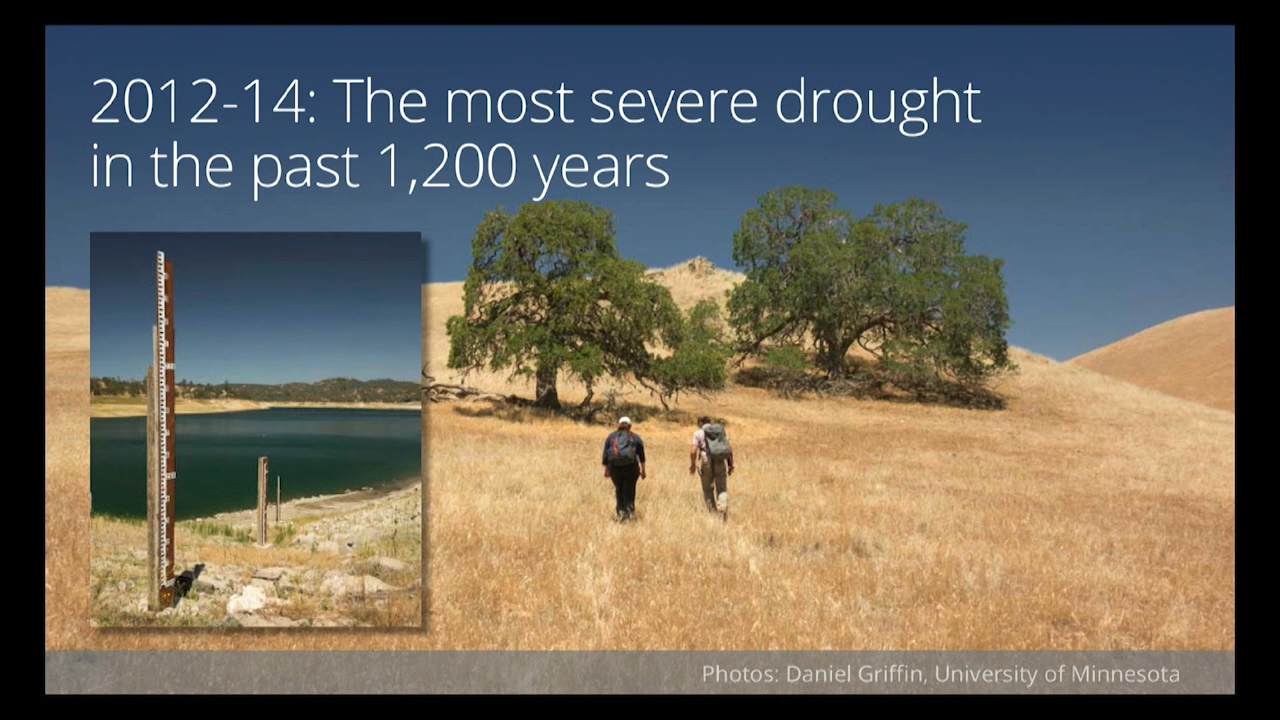 2012-14: The most severe drought
in the past 1,200 years
Photos: Daniel Griffin, University of Minnesota